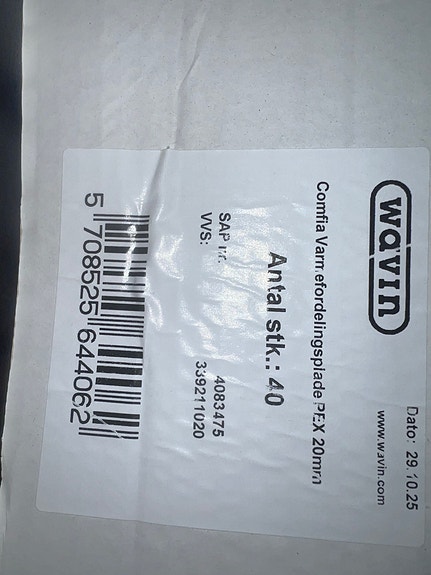 wavin
Dato: 29.10.25
www.wavin.com
Comfia Varmefordelingsplade PEX 20mm
Antal stk.: 40
SAP nr. 4083475
VVS: 339211020
5 708525 644062